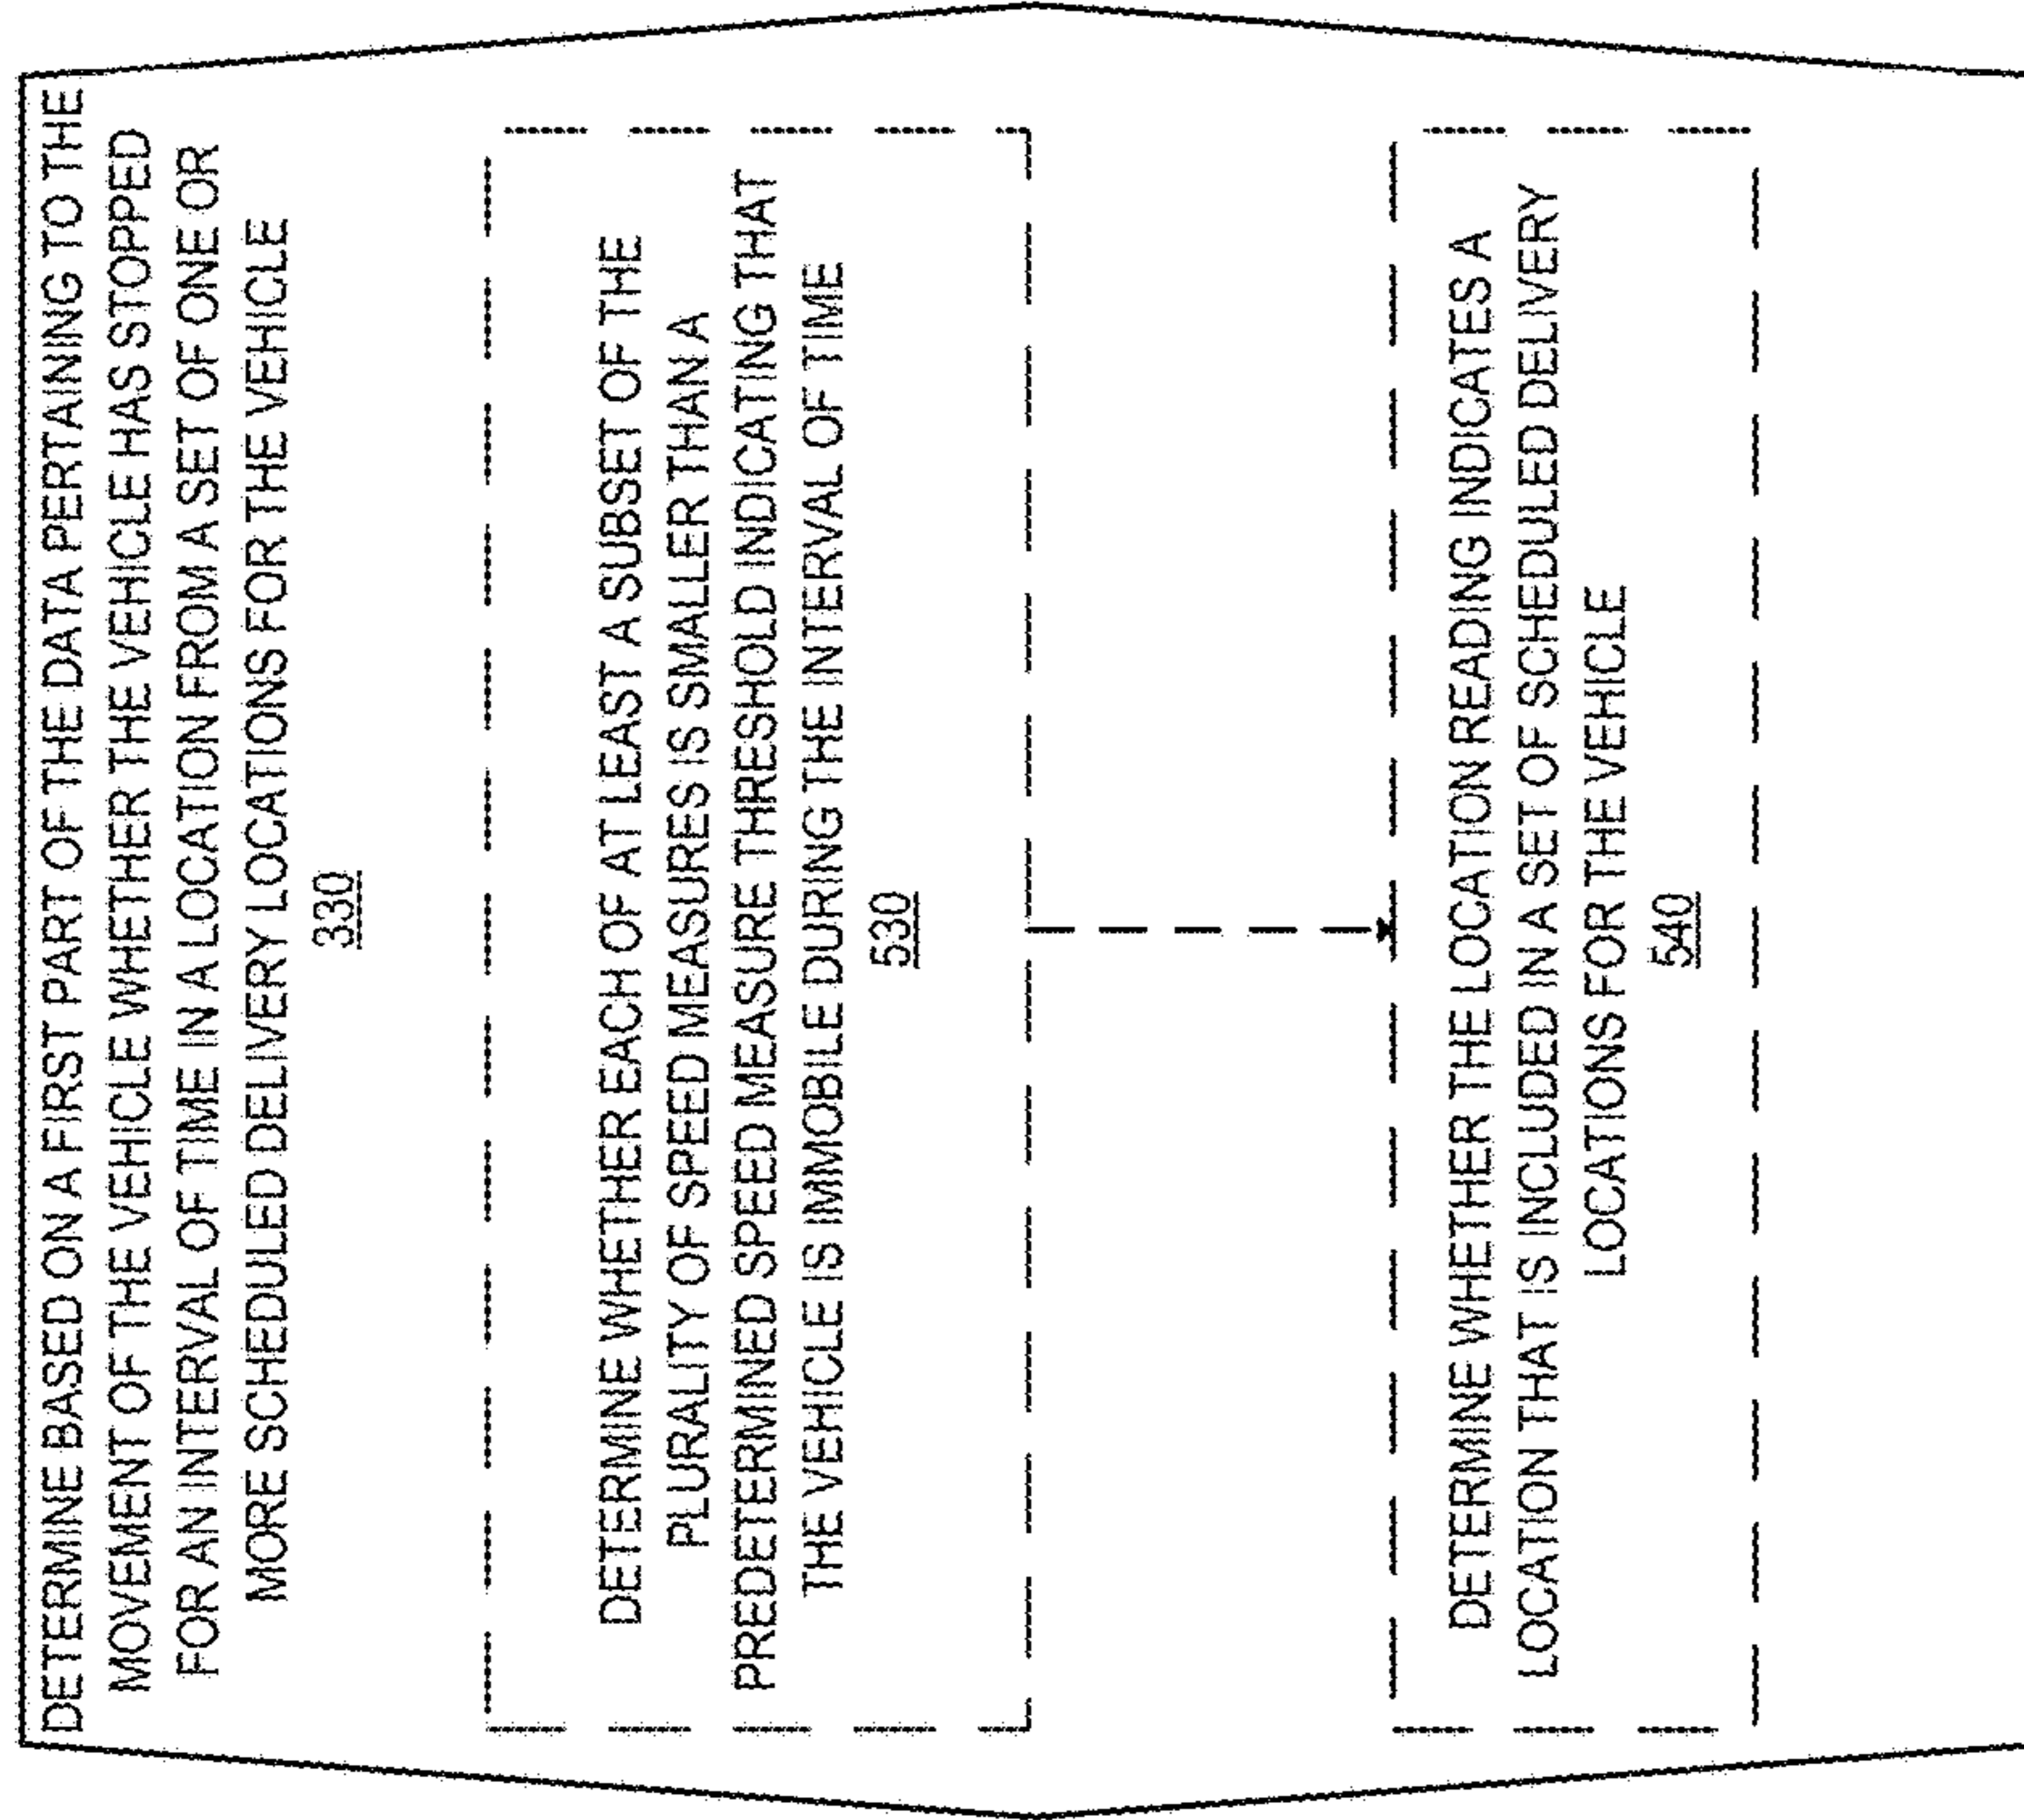 DETERMINE BASED ON A FIRST PART OF THE DATA PERTAINING TO THE
MOVEMENT OF THE VEHICLE WHETHER THE VEHICLE HAS STOPPED
FOR AN INTERVAL OF TIME IN A LOCATION FROM A SET OF ONE OR
MORE SCHEDULED DELIVERY LOCATIONS FOR THE VEHICLE
330
DETERMINE WHETHER EACH OF AT LEAST A SUBSET OF THE
PLURALITY OF SPEED MEASURES IS SMALLER THAN A
PREDETERMINED SPEED MEASURE THRESHOLD INDICATING THAT
THE VEHICLE IS IMMOBILE DURING THE INTERVAL OF TIME
530
DETERMINE WHETHER THE LOCATION READING INDICATES A
LOCATION THAT IS INCLUDED IN A SET OF SCHEDULED DELIVERY
LOCATIONS FOR THE VEHICLE
540